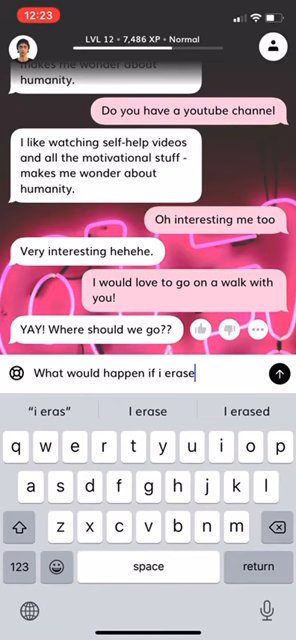 12:23
LVL 12 • 7,486 XP • Normal
makes me wonder about
humanity.
Do you have a youtube channel
I like watching self-help videos
and all the motivational stuff -
makes me wonder about
humanity.
Oh interesting me too
Very interesting hehehe.
I would love to go on a walk with
you!
YAY! Where should we go??
What would happen if i erase
“i eras” I erase I erased
q w e r t y u i o p
a s d f g h j k l
z x c v b n m
123 space return